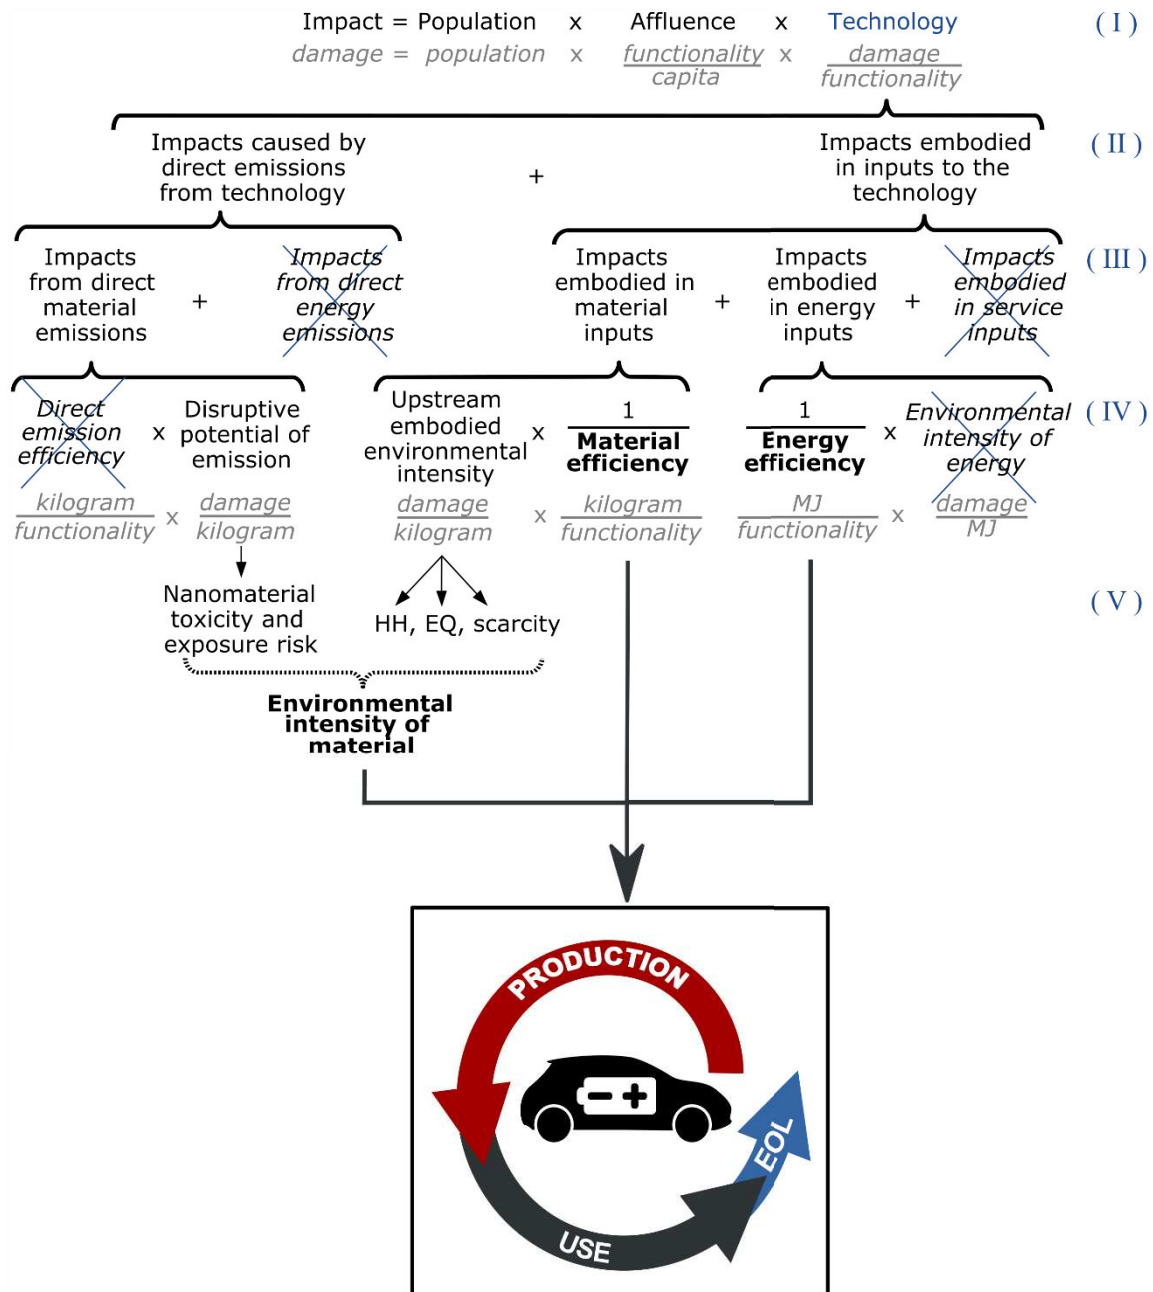 Impact = Population x Affluence x Technology ( I )
damage = population x functionality x damage
capita functionality
Impacts caused by
direct emissions
from technology
+
Impacts embodied
in inputs to the
technology
( II )
Impacts
from direct
material
emissions
+
Impacts
from direct
energy
emissions
Impacts
embodied in
material
inputs
+
Impacts
embodied
in energy
inputs
+
Impacts
embodied
in service
inputs
( III )
Direct
emission
efficiency
x
Disruptive
potential of
emission
Upstream
embodied
environmental
intensity
x
1
Material
efficiency
1
Energy
efficiency
x
Environmental
intensity of
energy
( IV )
kilogram
functionality
x
damage
kilogram
damage
kilogram
x
kilogram
functionality
MJ
functionality
x
damage
MJ
Nanomaterial
toxicity and
exposure risk
HH, EQ, scarcity
( V )
Environmental
intensity of
material
PRODUCTION
- +
EOL
USE